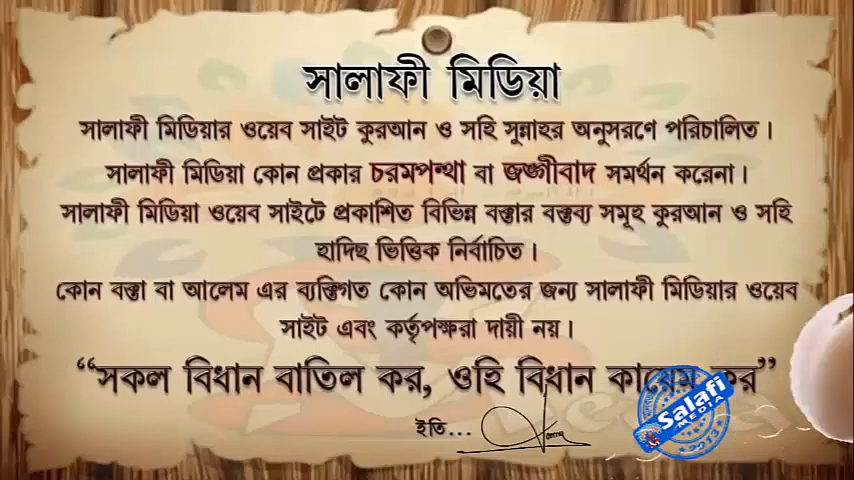 সালাফী মিডিয়া
সালাফী মিডিয়ার ওয়েব সাইট কুরআন ও সহি সুন্নাহর অনুসরণে পরিচালিত।
সালাফী মিডিয়া কোন প্রকার চরমপন্থা বা জঙ্গীবাদ সমর্থন করেনা।
সালাফী মিডিয়া ওয়েব সাইটে প্রকাশিত বিভিন্ন বক্তার বক্তব্য সমূহ কুরআন ও সহি
হাদিছ ভিত্তিক নির্বাচিত।
কোন বক্তা বা আলেম এর ব্যক্তিগত কোন অভিমতের জন্য সালাফী মিডিয়ার ওয়েব
সাইট এবং কর্তৃপক্ষরা দায়ী নয়।
“সকল বিধান বাতিল কর, ওহি বিধান কায়েম কর”
ইতি...
Salafi
MEDIA
2013